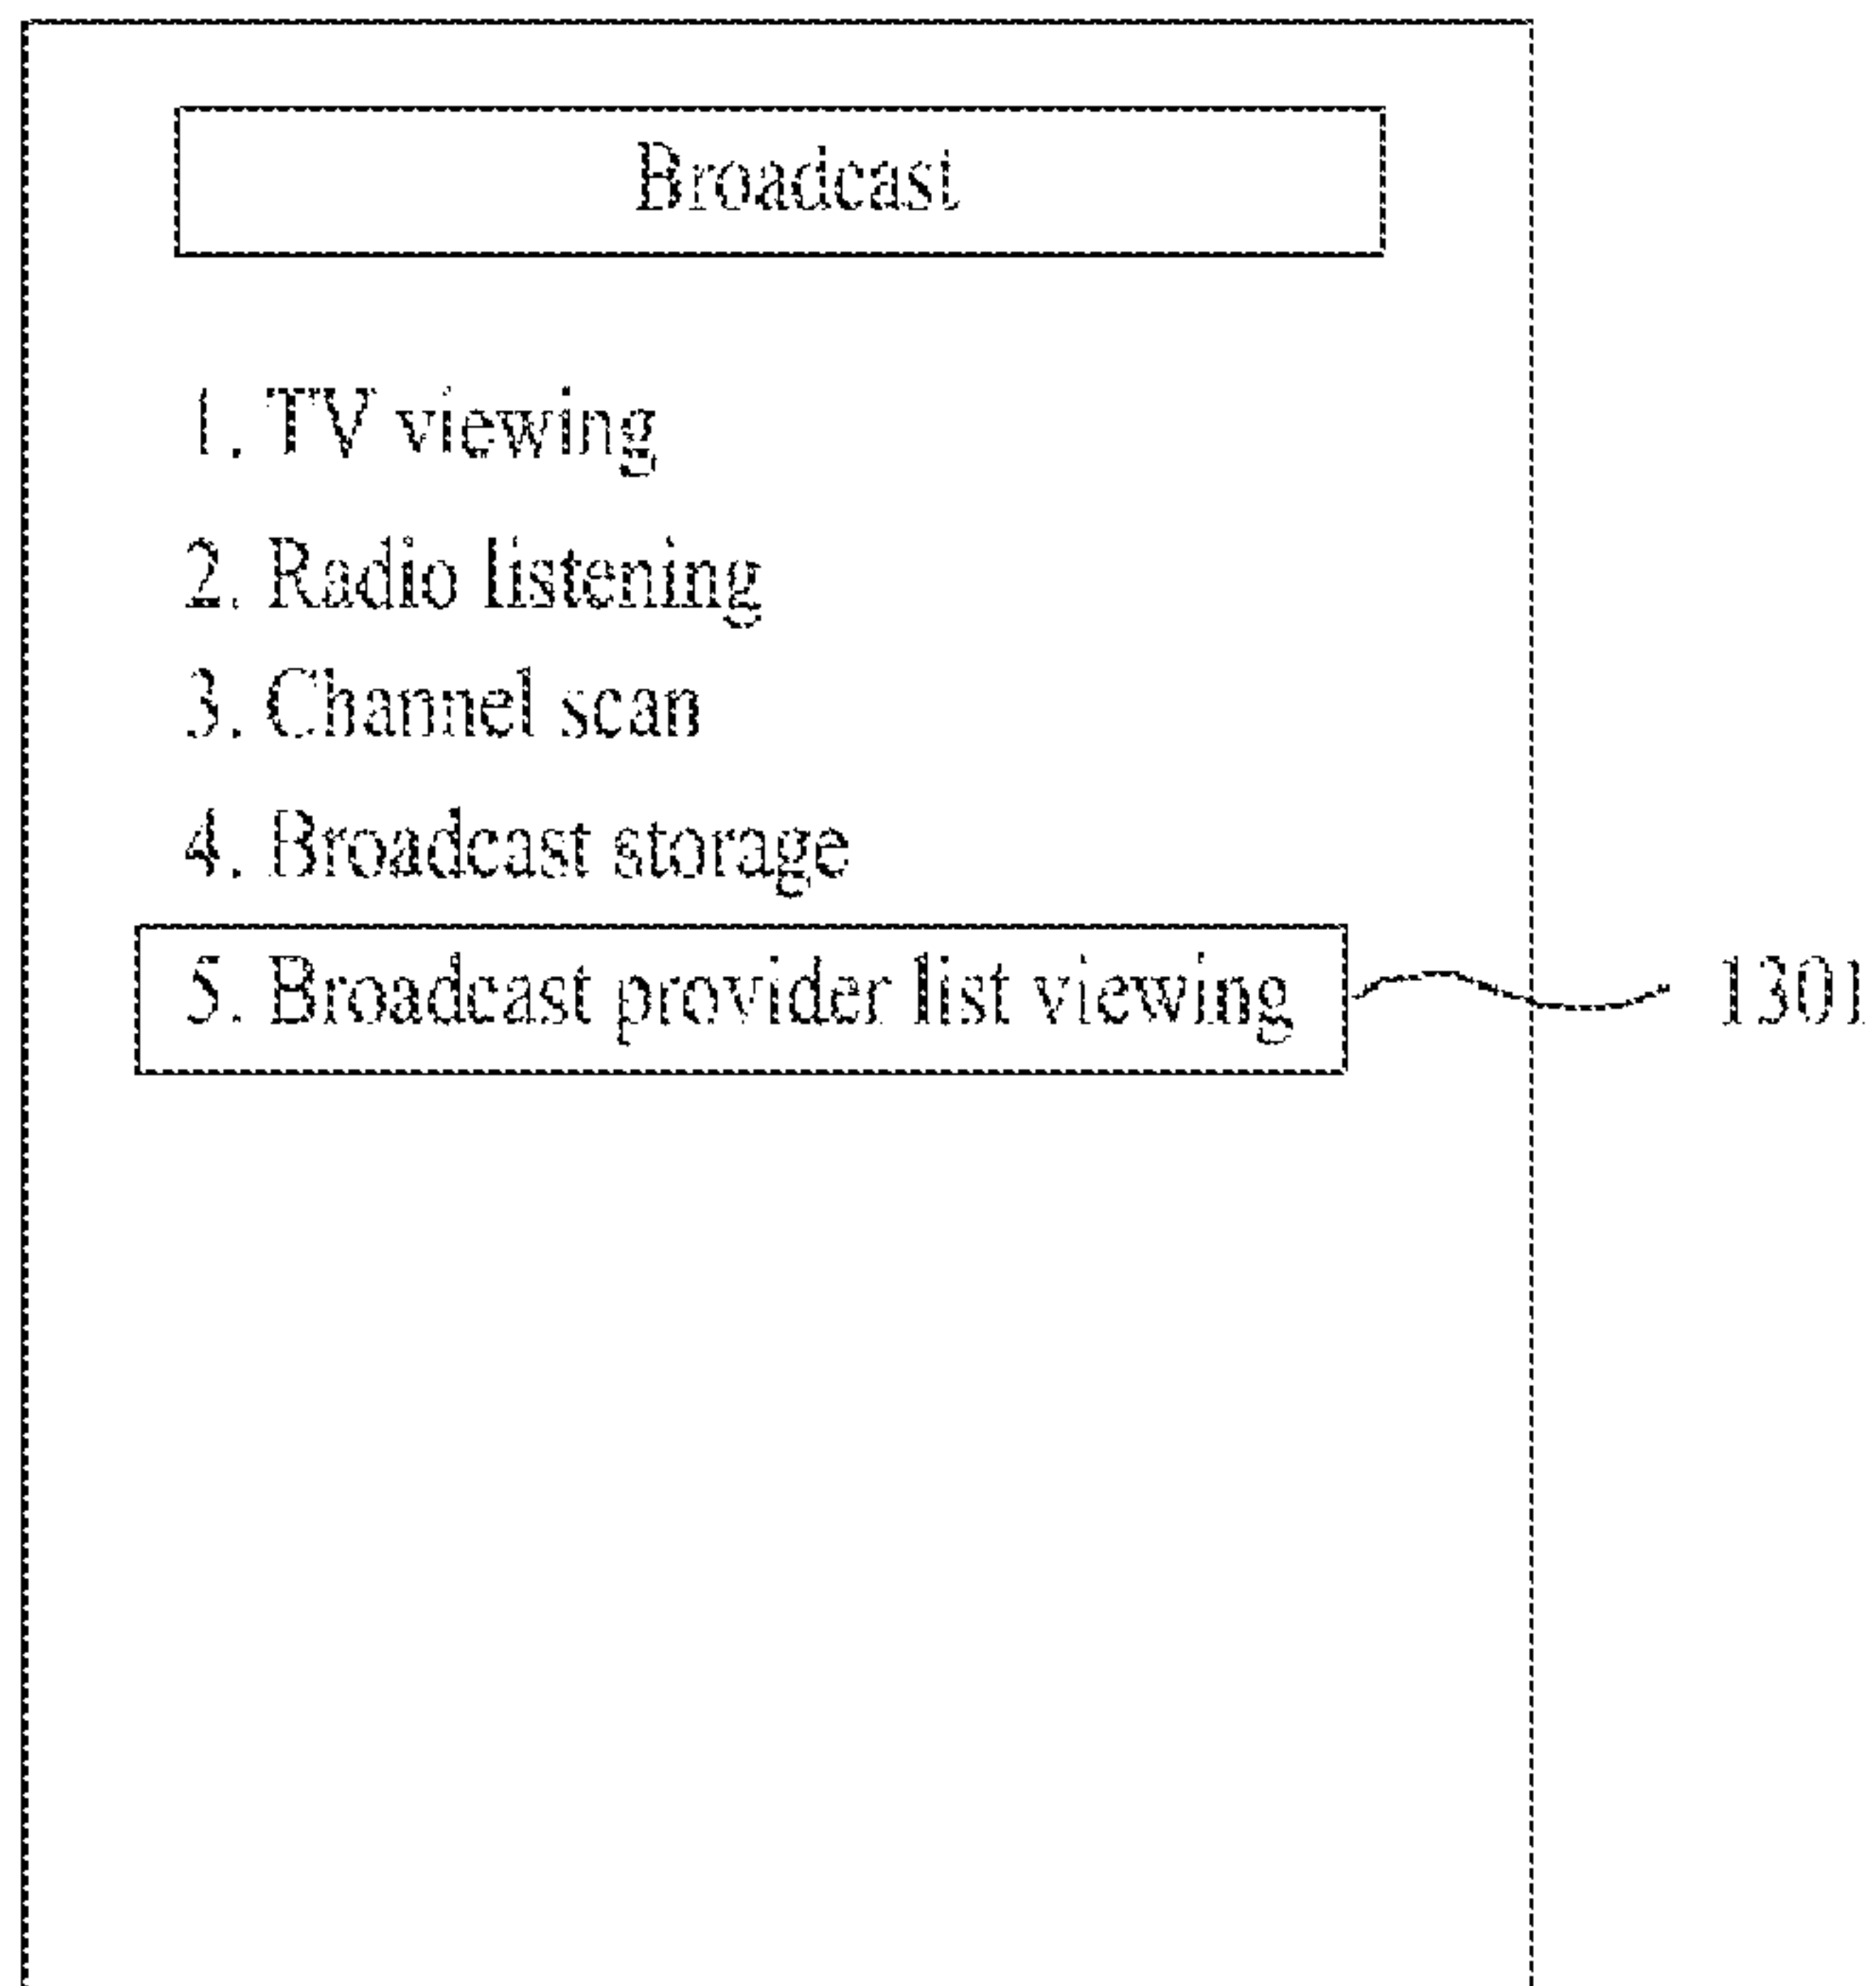 Broadcast
1. TV viewing
2. Radio listening
3. Channel scan
4. Broadcast storage
5. Broadcast provider list viewing
1301